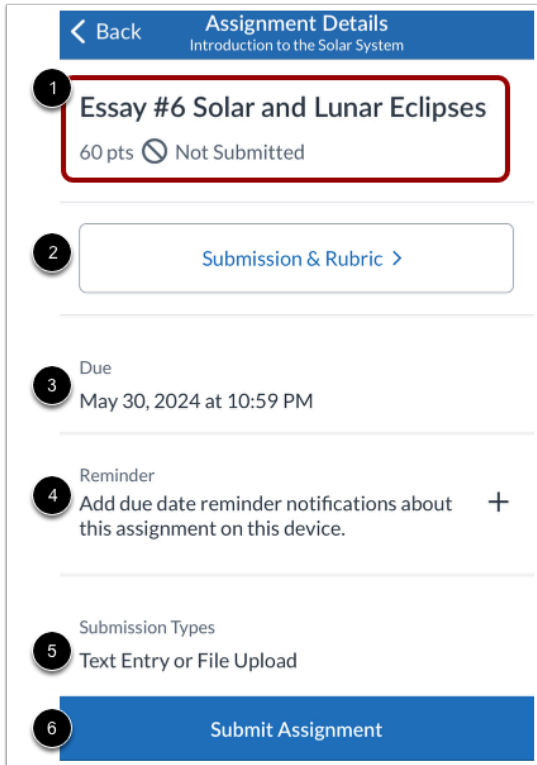 Back
Assignment Details
Introduction to the Solar System
1
Essay #6 Solar and Lunar Eclipses
60 pts Not Submitted
2
Submission & Rubric >
Due
3
May 30, 2024 at 10:59 PM
Reminder
4
Add due date reminder notifications about +
this assignment on this device.
Submission Types
5
Text Entry or File Upload
6
Submit Assignment